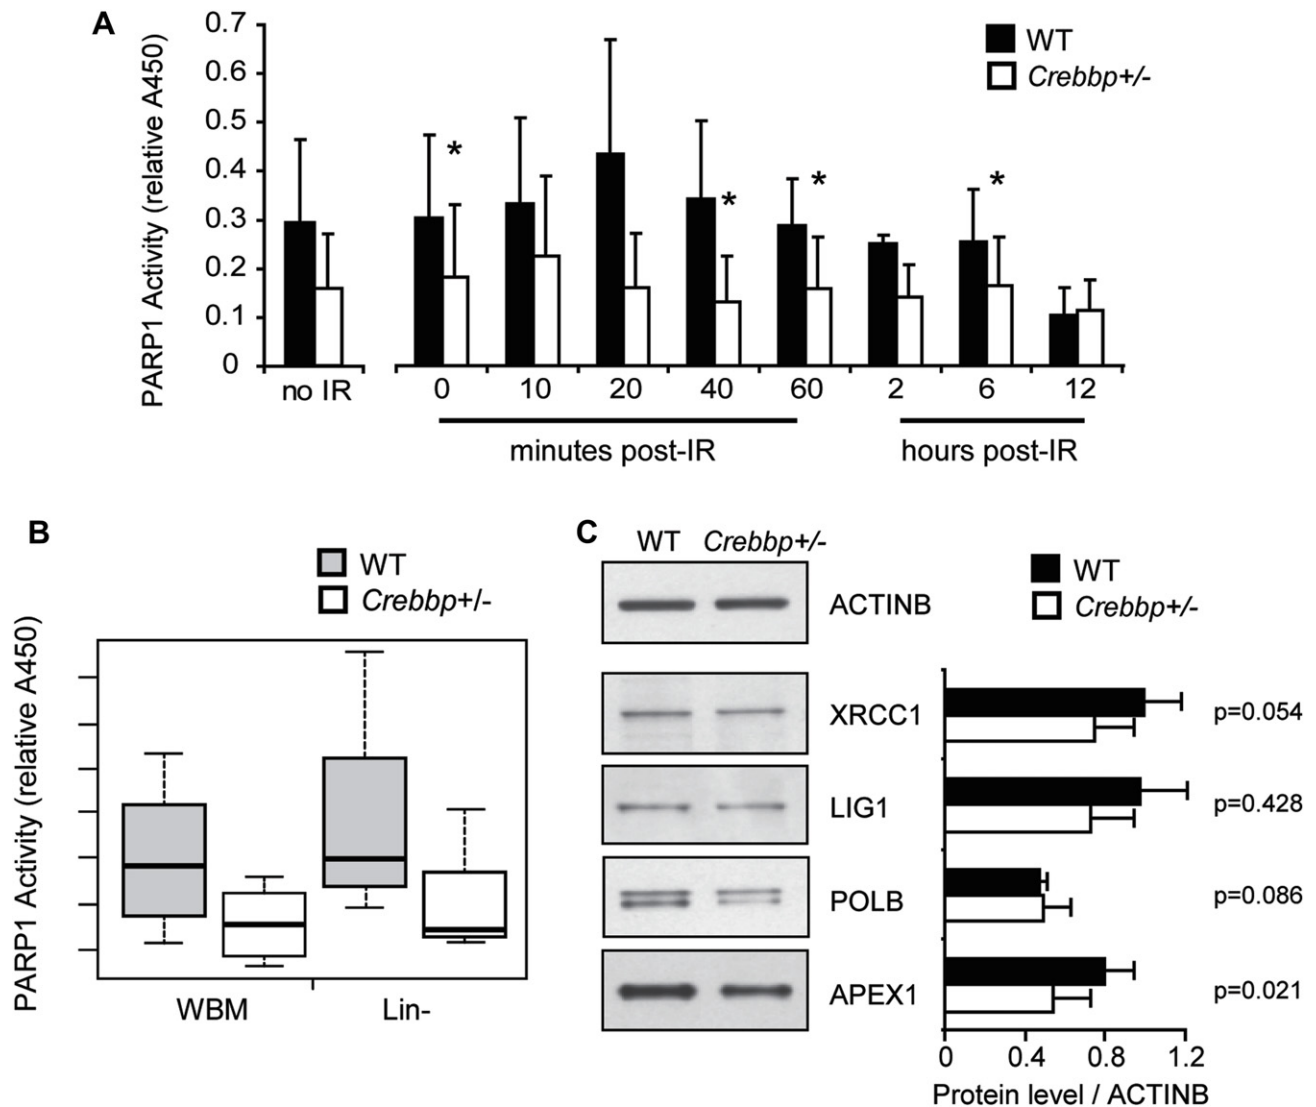 A
PARP1 Activity (relative A450)
0.7
0.6
0.5
0.4
0.3
0.2
0.1
0
WT
Crebbp+/-
*
*
*
*
no IR
0 10 20 40 60 2 6 12
minutes post-IR
hours post-IR
B
WT
Crebbp+/-
PARP1 Activity (relative A450)
WBM
Lin-
C
WT Crebbp+/-
ACTINB
XRCC1
LIG1
POLB
APEX1
WT
Crebbp+/-
p=0.054
p=0.428
p=0.086
p=0.021
0 0.4 0.8 1.2
Protein level / ACTINB